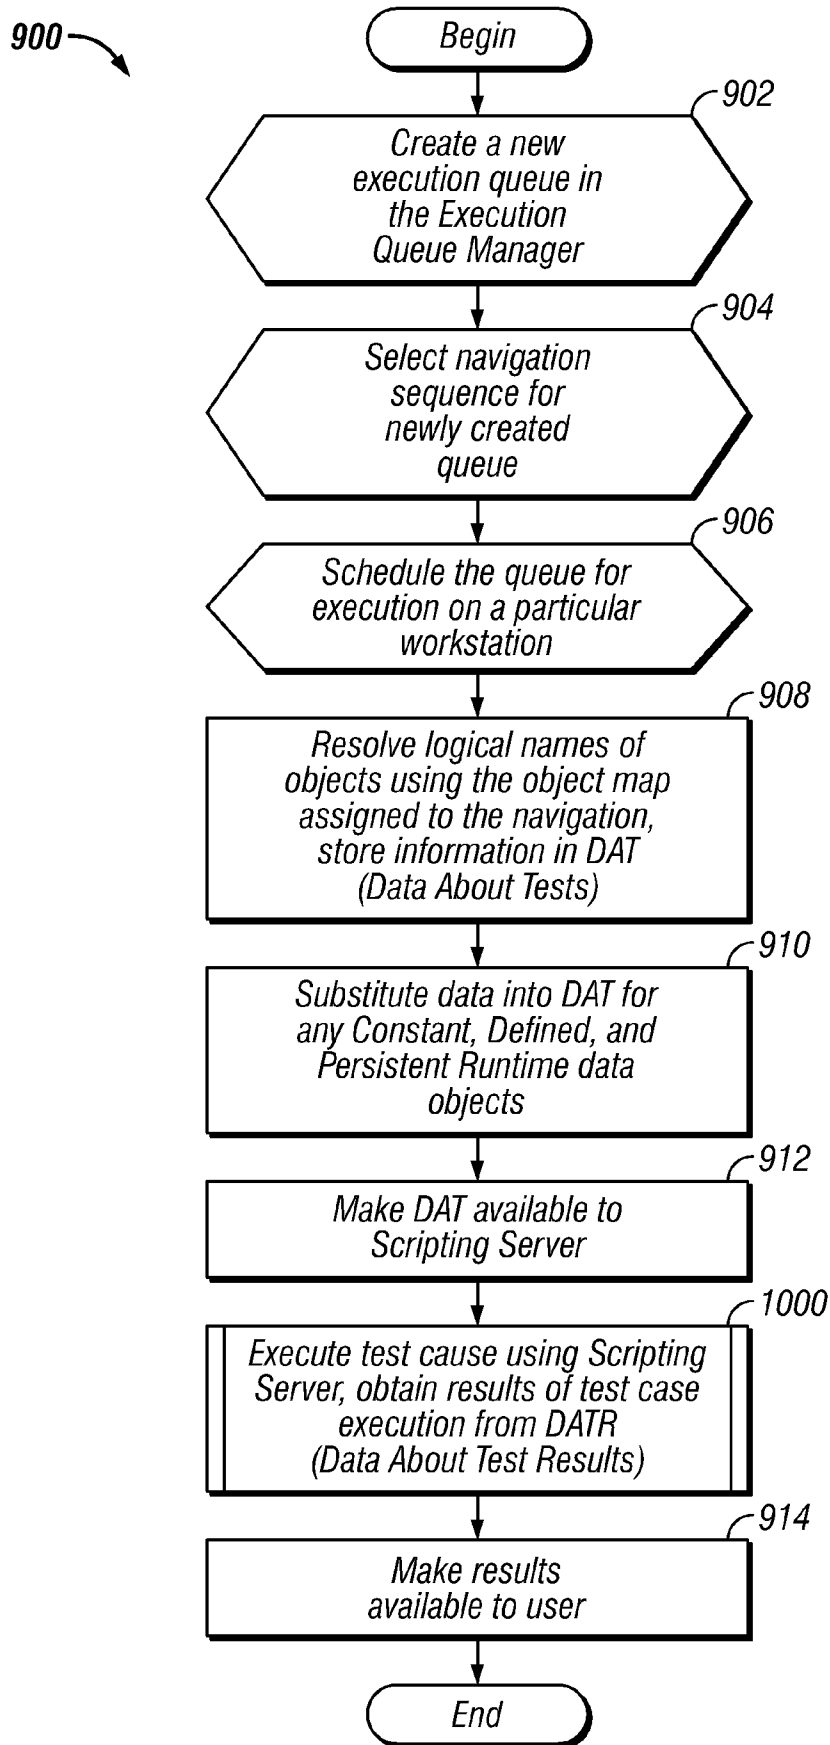 900
Begin
902
Create a new
execution queue in
the Execution
Queue Manager
904
Select navigation
sequence for
newly created
queue
906
Schedule the queue for
execution on a particular
workstation
908
Resolve logical names of
objects using the object map
assigned to the navigation,
store information in DAT
(Data About Tests)
910
Substitute data into DAT for
any Constant, Defined, and
Persistent Runtime data
objects
912
Make DAT available to
Scripting Server
1000
Execute test cause using Scripting
Server, obtain results of test case
execution from DATR
(Data About Test Results)
914
Make results
available to user
End